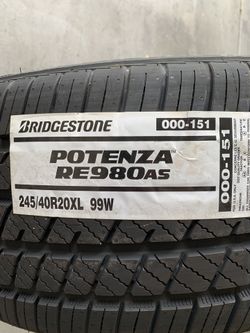 BRIDGESTONE
000-151
POTENZA
RE980AS
245/40R20XL 99W
000-151